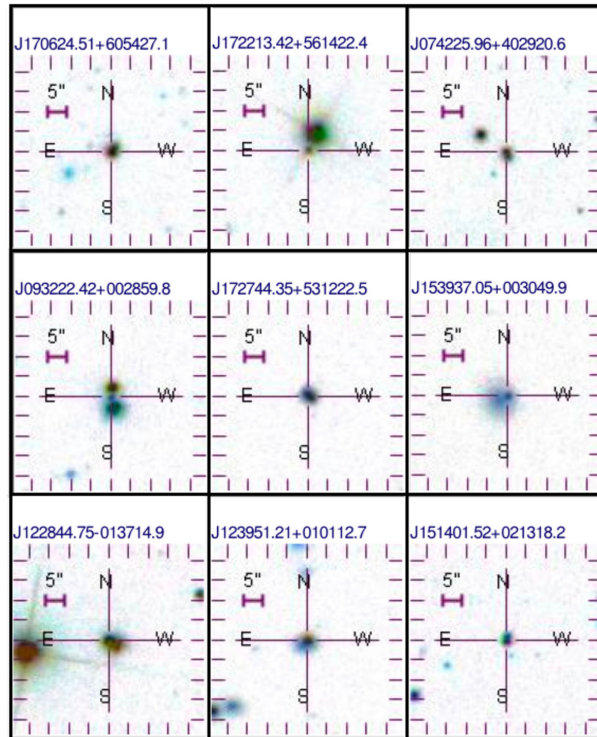 J170624.51+605427.1
5"
N
E
W
S
J172213.42+561422.4
5"
N
E
W
S
J074225.96+402920.6
5"
N
E
W
S
J093222.42+002859.8
5"
N
E
W
S
J172744.35+531222.5
5"
N
E
W
S
J153937.05+003049.9
5"
N
E
W
S
J122844.75-013714.9
5"
N
E
W
S
J123951.21+010112.7
5"
N
E
W
S
J151401.52+021318.2
5"
N
E
W
S